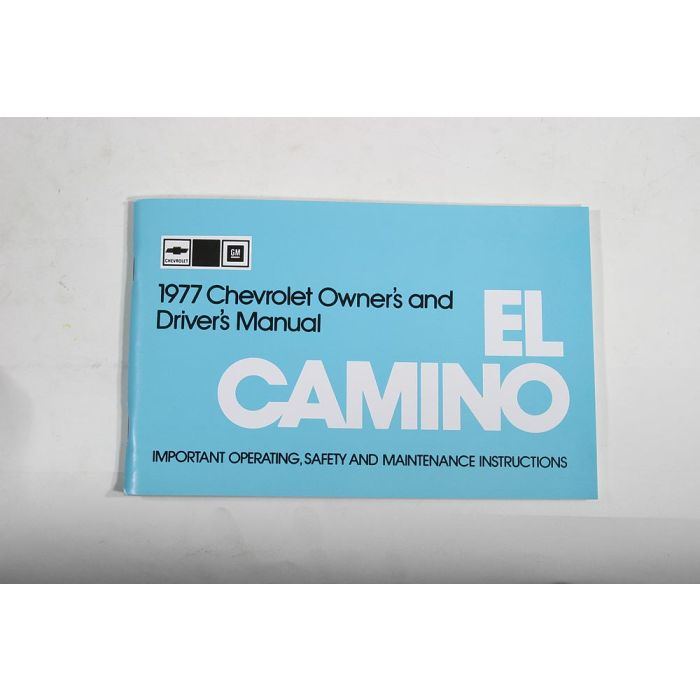 CHEVROLET
GM
1977 Chevrolet Owner's and
Driver's Manual
EL
CAMINO
IMPORTANT OPERATING, SAFETY AND MAINTENANCE INSTRUCTIONS